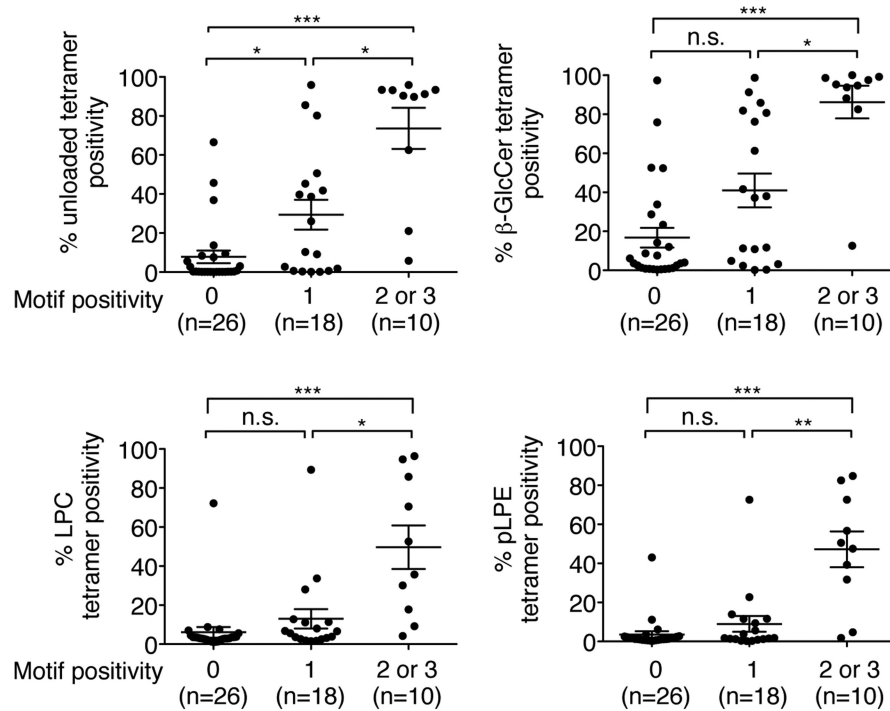 ***
* *
% unloaded tetramer
positivity
100
80
60
40
20
0
Motif positivity 0 1 2 or 3
(n=26) (n=18) (n=10)
***
n.s. *
% β-GlcCer tetramer
positivity
100
80
60
40
20
0
0 1 2 or 3
(n=26) (n=18) (n=10)
***
n.s. *
% LPC
tetramer positivity
100
80
60
40
20
0
Motif positivity 0 1 2 or 3
(n=26) (n=18) (n=10)
***
n.s. **
% pLPE
tetramer positivity
100
80
60
40
20
0
0 1 2 or 3
(n=26) (n=18) (n=10)